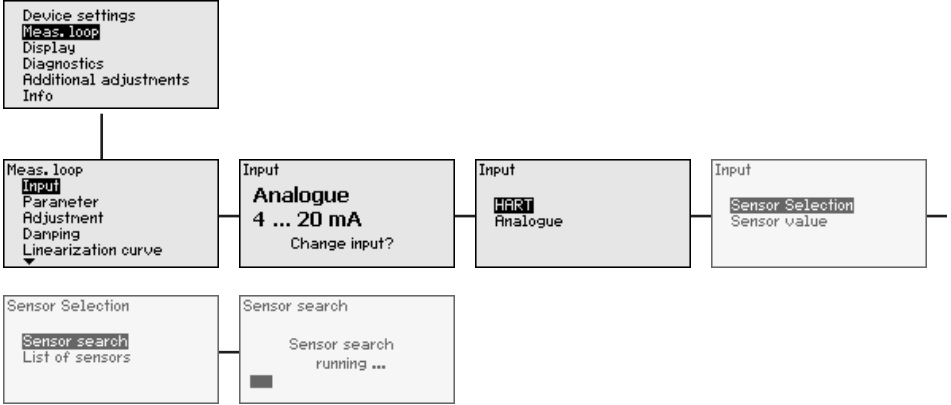 Device settings
Meas. loop
Display
Diagnostics
Additional adjustments
Info
Meas. loop
Input
Parameter
Adjustment
Damping
Linearization curve
Input
Analogue
4 ... 20 mA
Change input?
Input
HART
Analogue
Input
Sensor Selection
Sensor value
Sensor Selection
Sensor search
List of sensors
Sensor search
Sensor search
running ...